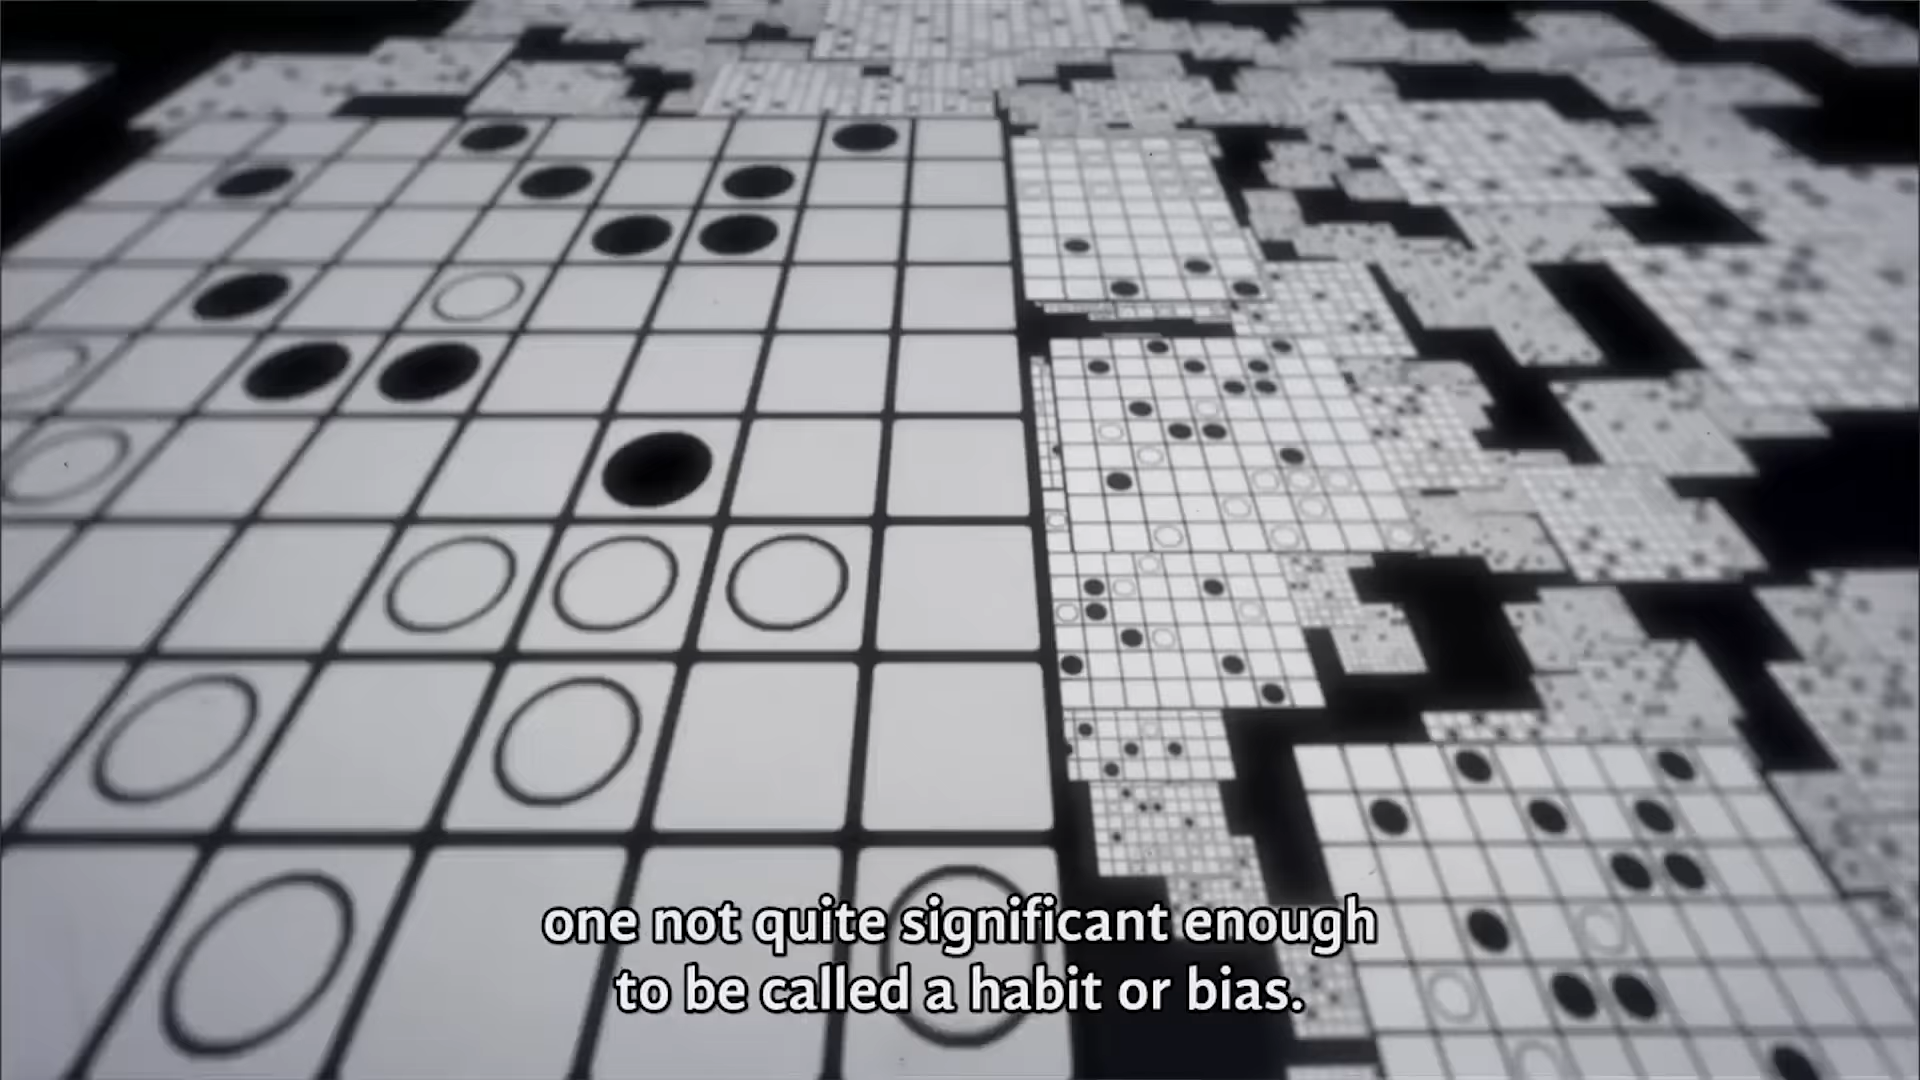 one not quite significant enough
to be called a habit or bias.